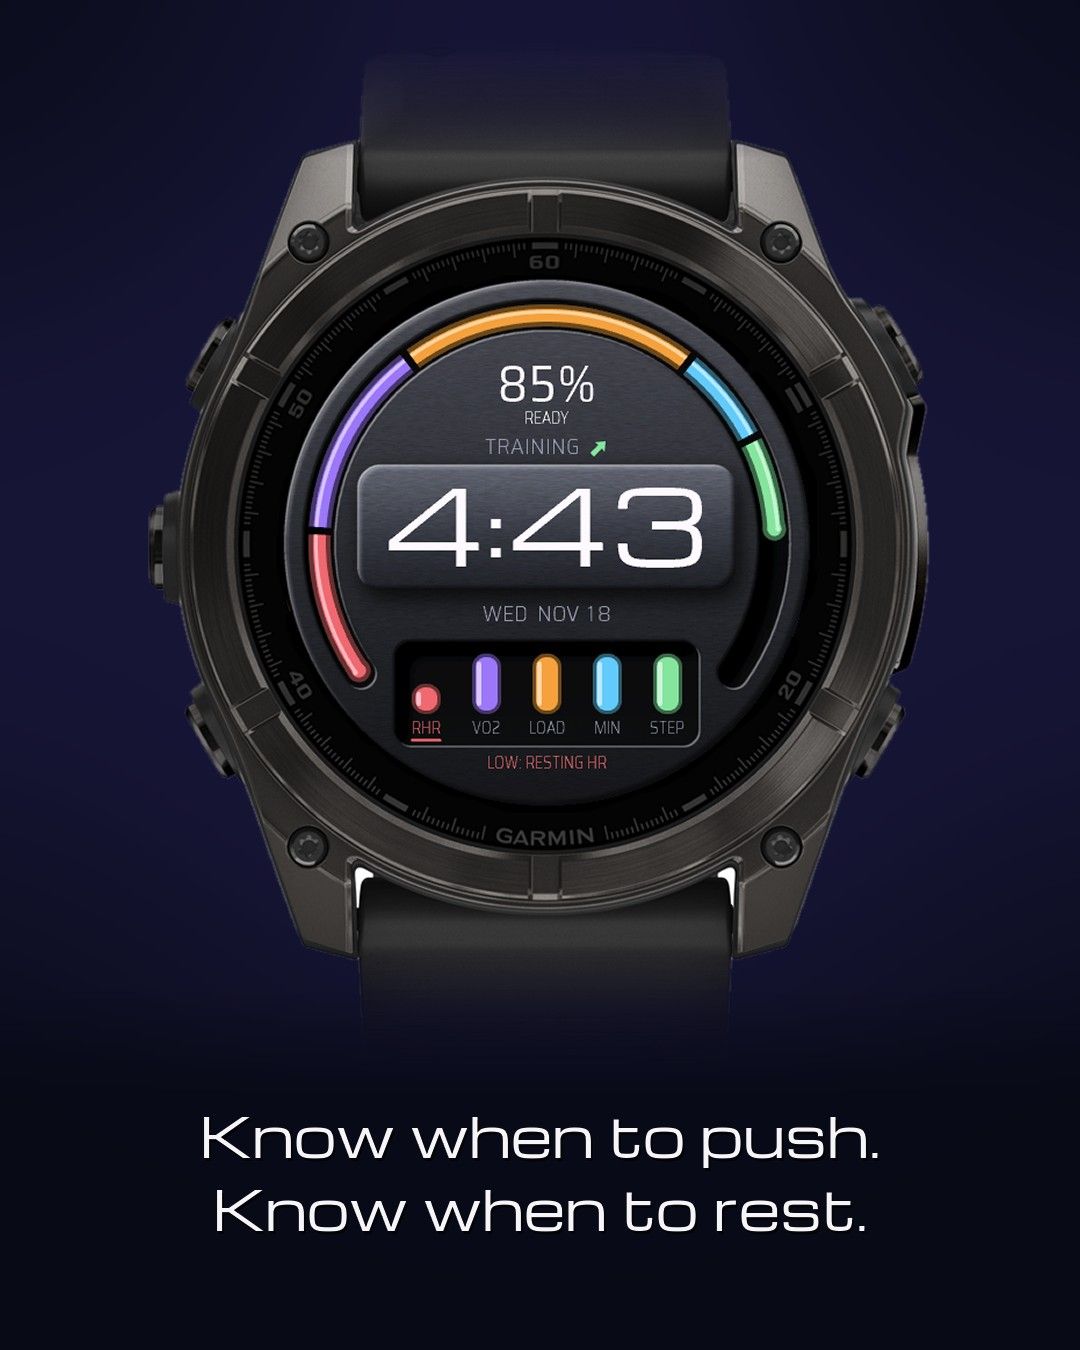 60
50
85%
READY
TRAINING
4:43
WED NOV 18
40
20
RHR VO2 LOAD MIN STEP
LOW: RESTING HR
GARMIN
Know when to push.
Know when to rest.